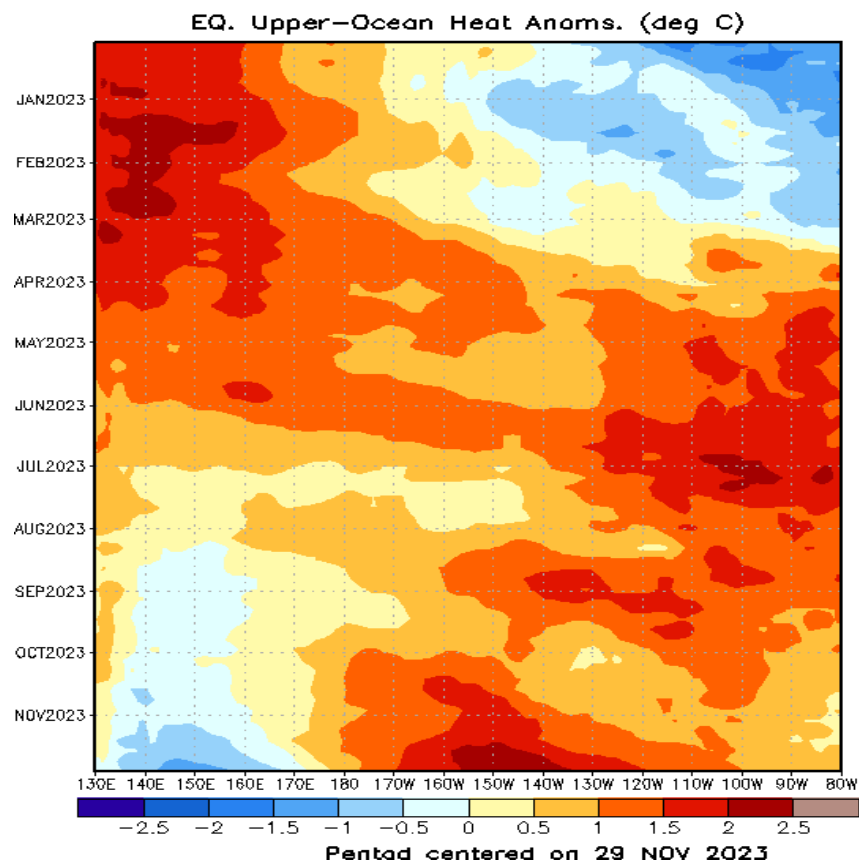 EQ. Upper-Ocean Heat Anoms. (deg C)
JAN2023
FEB2023
MAR2023
APR2023
MAY2023
JUN2023
JUL2023
AUG2023
SEP2023
OCT2023
NOV2023
130E 140E 150E 160E 170E 180 170W 160W 150W 140W 130W 120W 110W 100W 90W 80W
-2.5 -2 -1.5 -1 -0.5 0 0.5 1 1.5 2 2.5
Pentad centered on 29 NOV 2023